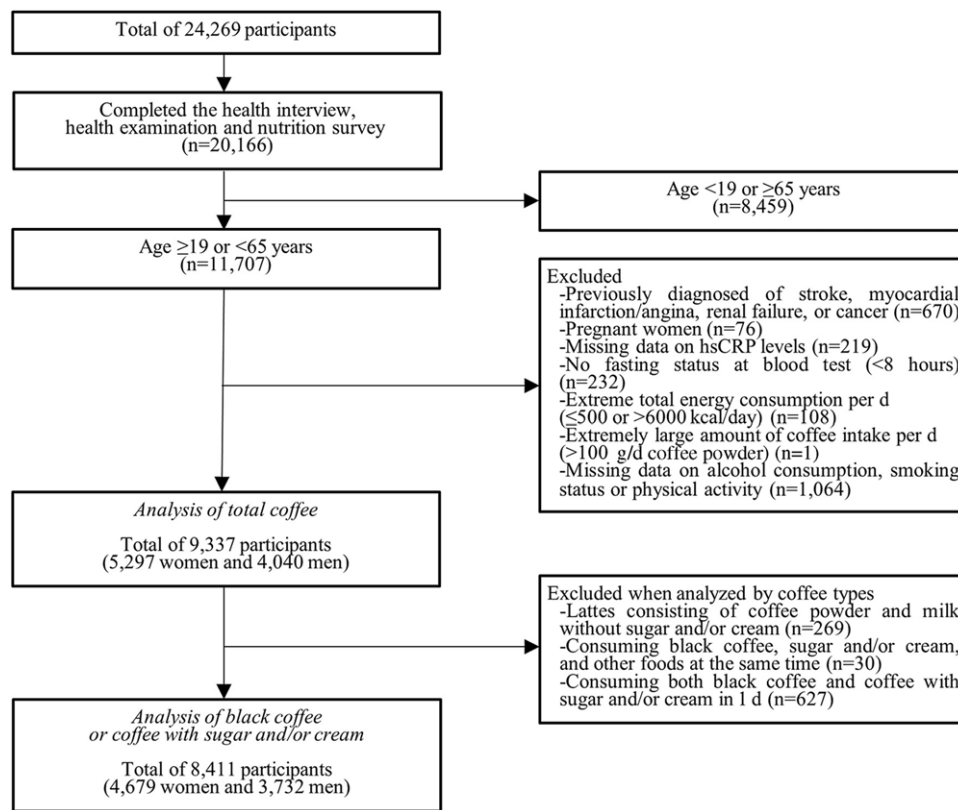 Total of 24,269 participants
Completed the health interview,
health examination and nutrition survey
(n=20,166)
Age <19 or ≥65 years
(n=8,459)
Age ≥19 or <65 years
(n=11,707)
Excluded
-Previously diagnosed of stroke, myocardial
infarction/angina, renal failure, or cancer (n=670)
-Pregnant women (n=76)
-Missing data on hsCRP levels (n=219)
-No fasting status at blood test (<8 hours)
(n=232)
-Extreme total energy consumption per d
(≤500 or >6000 kcal/day) (n=108)
-Extremely large amount of coffee intake per d
(>100 g/d coffee powder) (n=1)
-Missing data on alcohol consumption, smoking
status or physical activity (n=1,064)
Analysis of total coffee
Total of 9,337 participants
(5,297 women and 4,040 men)
Excluded when analyzed by coffee types
-Lattes consisting of coffee powder and milk
without sugar and/or cream (n=269)
-Consuming black coffee, sugar and/or cream,
and other foods at the same time (n=30)
-Consuming both black coffee and coffee with
sugar and/or cream in 1 d (n=627)
Analysis of black coffee
or coffee with sugar and/or cream
Total of 8,411 participants
(4,679 women and 3,732 men)